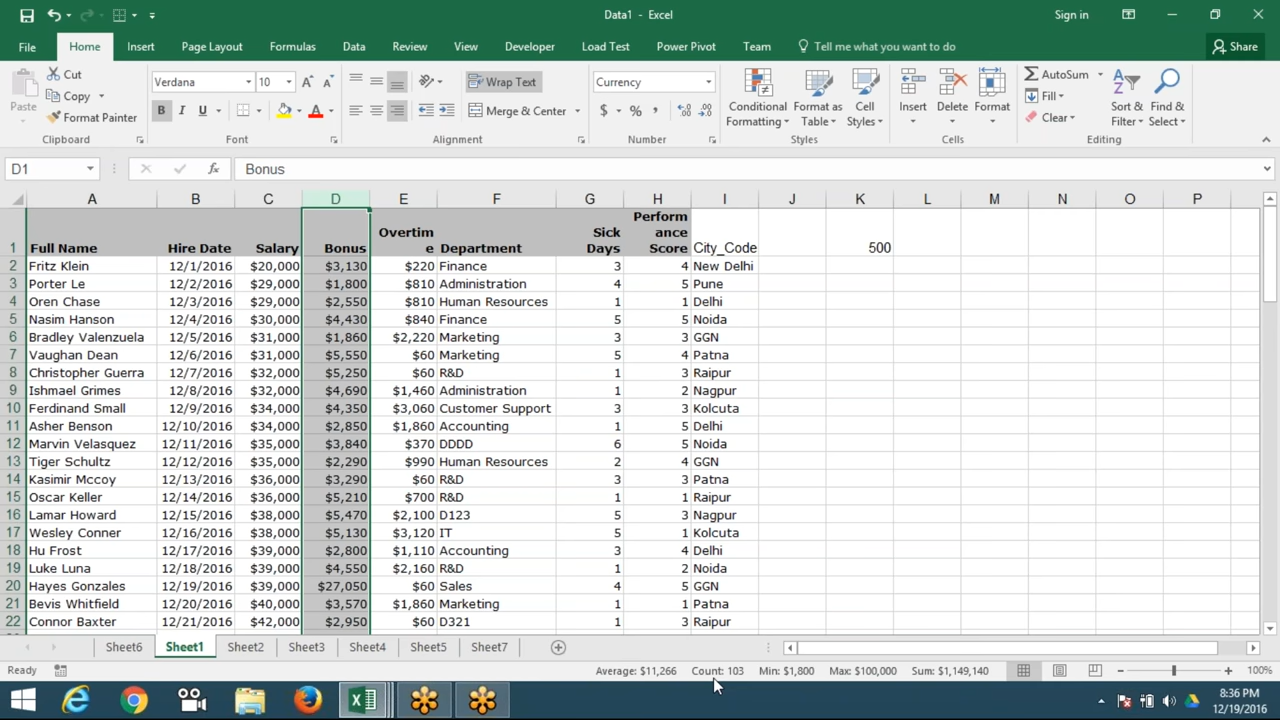 Data1 - Excel
Sign in
File Home Insert Page Layout Formulas Data Review View Developer Load Test Power Pivot Team Tell me what you want to do Share
Paste
Cut
Copy
Format Painter
Clipboard
Verdana 10
B I U A
Font
Wrap Text
Merge & Center
Alignment
Currency
$ % ,
Number
Conditional Formatting
Format as Table
Cell Styles
Styles
Insert
Delete
Format
Cells
AutoSum
Fill
Clear
Sort & Filter
Find & Select
Editing
D1 fx Bonus
A B C D E F G H I J K L M N O P
1 Full Name Hire Date Salary Bonus Overtime Department Sick Days Performance Score City_Code 500
2 Fritz Klein 12/1/2016 $20,000 $3,130 $220 Finance 3 4 New Delhi
3 Porter Le 12/2/2016 $29,000 $1,800 $810 Administration 4 5 Pune
4 Oren Chase 12/3/2016 $29,000 $2,550 $810 Human Resources 1 1 Delhi
5 Nasim Hanson 12/4/2016 $30,000 $4,430 $840 Finance 5 5 Noida
6 Bradley Valenzuela 12/5/2016 $31,000 $1,860 $2,220 Marketing 3 3 GGN
7 Vaughan Dean 12/6/2016 $31,000 $5,550 $60 Marketing 5 4 Patna
8 Christopher Guerra 12/7/2016 $32,000 $5,250 $60 R&D 1 3 Raipur
9 Ishmael Grimes 12/8/2016 $32,000 $4,690 $1,460 Administration 1 2 Nagpur
10 Ferdinand Small 12/9/2016 $34,000 $4,350 $3,060 Customer Support 3 3 Kolcuta
11 Asher Benson 12/10/2016 $34,000 $2,850 $1,860 Accounting 1 5 Delhi
12 Marvin Velasquez 12/11/2016 $35,000 $3,840 $370 DDDD 6 5 Noida
13 Tiger Schultz 12/12/2016 $35,000 $2,290 $990 Human Resources 2 4 GGN
14 Kasimir Mccoy 12/13/2016 $36,000 $3,290 $60 R&D 3 3 Patna
15 Oscar Keller 12/14/2016 $36,000 $5,210 $700 R&D 1 1 Raipur
16 Lamar Howard 12/15/2016 $38,000 $5,470 $2,100 D123 5 3 Nagpur
17 Wesley Conner 12/16/2016 $38,000 $5,130 $3,120 IT 5 1 Kolcuta
18 Hu Frost 12/17/2016 $39,000 $2,800 $1,110 Accounting 3 4 Delhi
19 Luke Luna 12/18/2016 $39,000 $4,550 $2,160 R&D 1 2 Noida
20 Hayes Gonzales 12/19/2016 $39,000 $27,050 $60 Sales 4 5 GGN
21 Bevis Whitfield 12/20/2016 $40,000 $3,570 $1,860 Marketing 1 1 Patna
22 Connor Baxter 12/21/2016 $42,000 $2,950 $60 D321 1 3 Raipur
Sheet6 Sheet1 Sheet2 Sheet3 Sheet4 Sheet5 Sheet7
Ready Average: $11,266 Count: 103 Min: $1,800 Max: $100,000 Sum: $1,149,140 100%
8:36 PM
12/19/2016